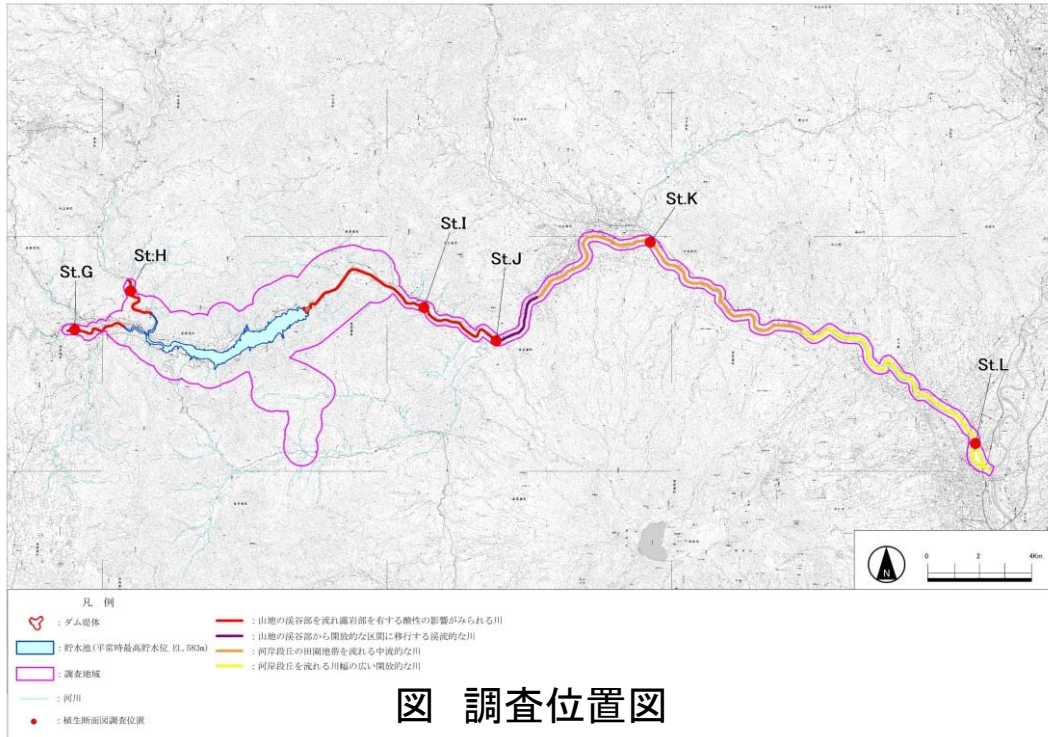 St.G
St.H
St.I
St.J
St.K
St.L
N
0 2 4Km
凡 例
：ダム堤体
：貯水池(平常時最高貯水位 EL.583m)
：調査地域
：河川
：植生断面図調査位置
：山地の渓谷部を流れ露岩部を有する酸性の影響がみられる川
：山地の渓谷部から開放的な区間に移行する渓流的な川
：河岸段丘の田園地帯を流れる中流的な川
：河岸段丘を流れる川幅の広い開放的な川
図 調査位置図